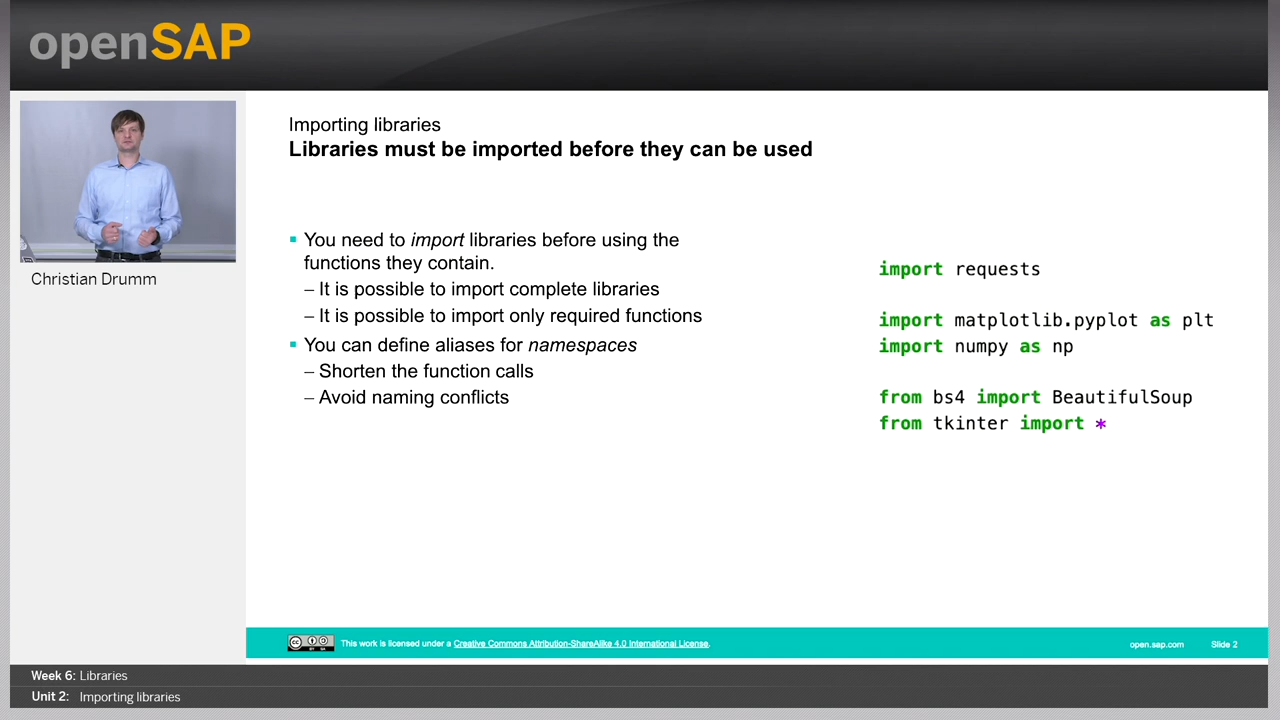 openSAP
Christian Drumm
Importing libraries
Libraries must be imported before they can be used
▪ You need to import libraries before using the
functions they contain.
– It is possible to import complete libraries
– It is possible to import only required functions
▪ You can define aliases for namespaces
– Shorten the function calls
– Avoid naming conflicts
import requests
import matplotlib.pyplot as plt
import numpy as np
from bs4 import BeautifulSoup
from tkinter import *
cc BY SA This work is licensed under a Creative Commons Attribution-ShareAlike 4.0 International License. open.sap.com Slide 2
Week 6: Libraries
Unit 2: Importing libraries